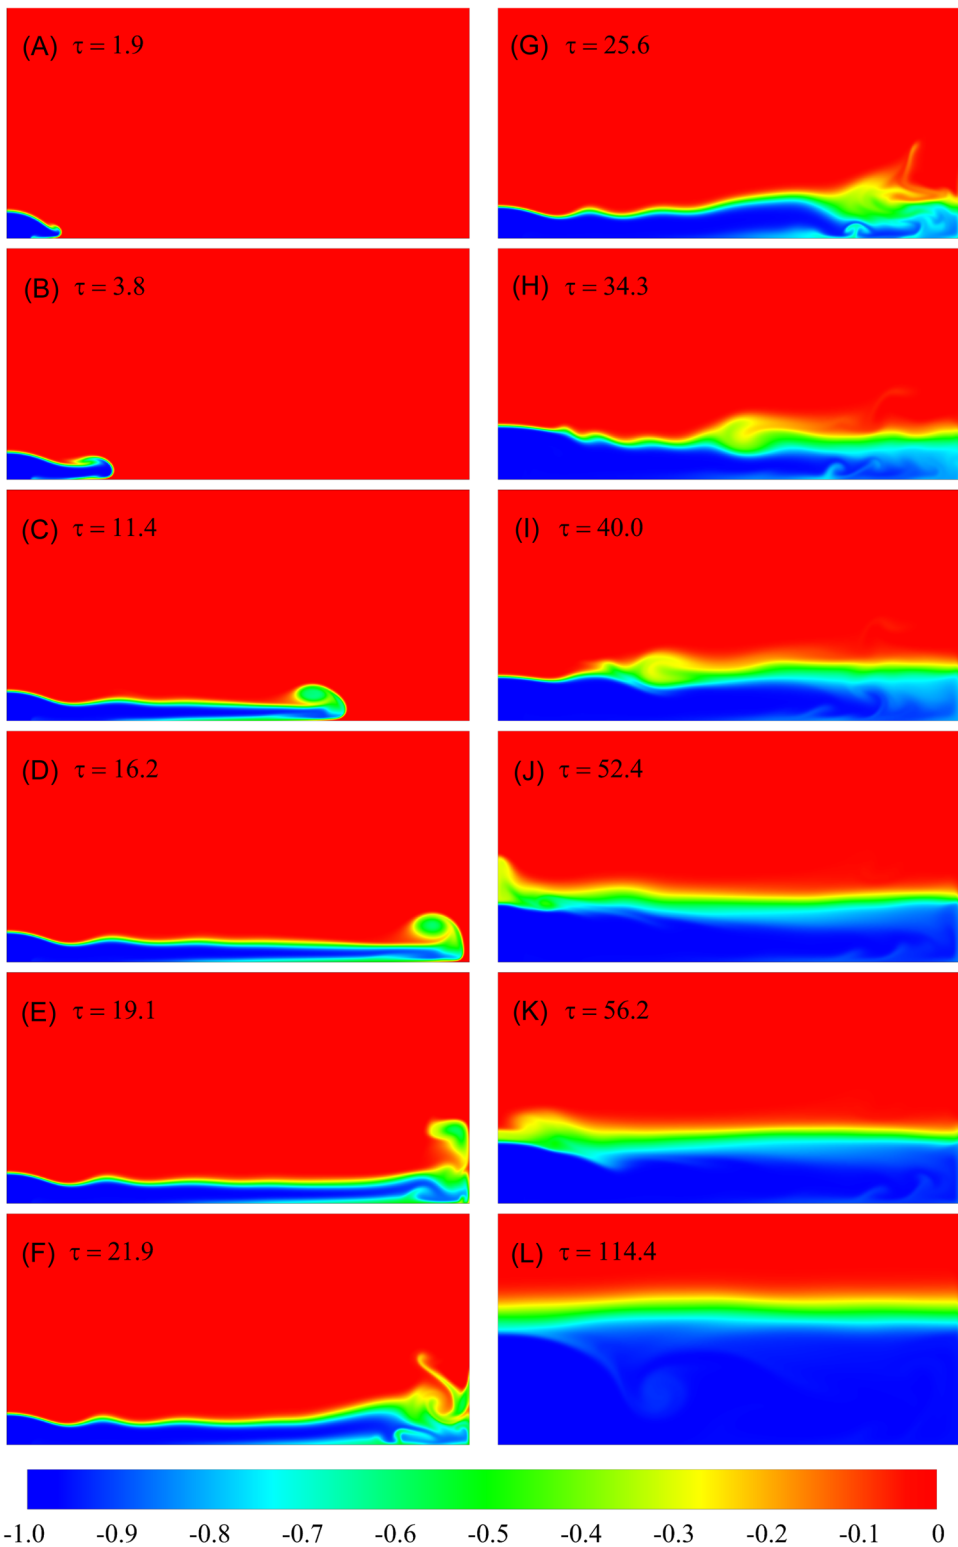 (A) τ = 1.9
(G) τ = 25.6
(B) τ = 3.8
(H) τ = 34.3
(C) τ = 11.4
(I) τ = 40.0
(D) τ = 16.2
(J) τ = 52.4
(E) τ = 19.1
(K) τ = 56.2
(F) τ = 21.9
(L) τ = 114.4
-1.0 -0.9 -0.8 -0.7 -0.6 -0.5 -0.4 -0.3 -0.2 -0.1 0